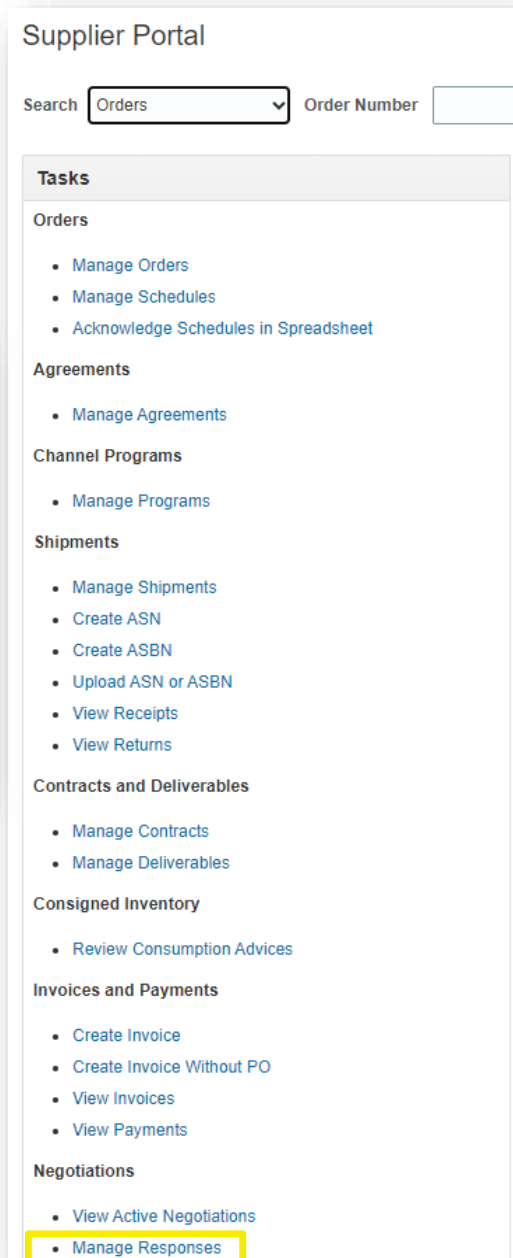 Supplier Portal
Search Orders Order Number
Tasks
Orders
Manage Orders
Manage Schedules
Acknowledge Schedules in Spreadsheet
Agreements
Manage Agreements
Channel Programs
Manage Programs
Shipments
Manage Shipments
Create ASN
Create ASBN
Upload ASN or ASBN
View Receipts
View Returns
Contracts and Deliverables
Manage Contracts
Manage Deliverables
Consigned Inventory
Review Consumption Advices
Invoices and Payments
Create Invoice
Create Invoice Without PO
View Invoices
View Payments
Negotiations
View Active Negotiations
Manage Responses